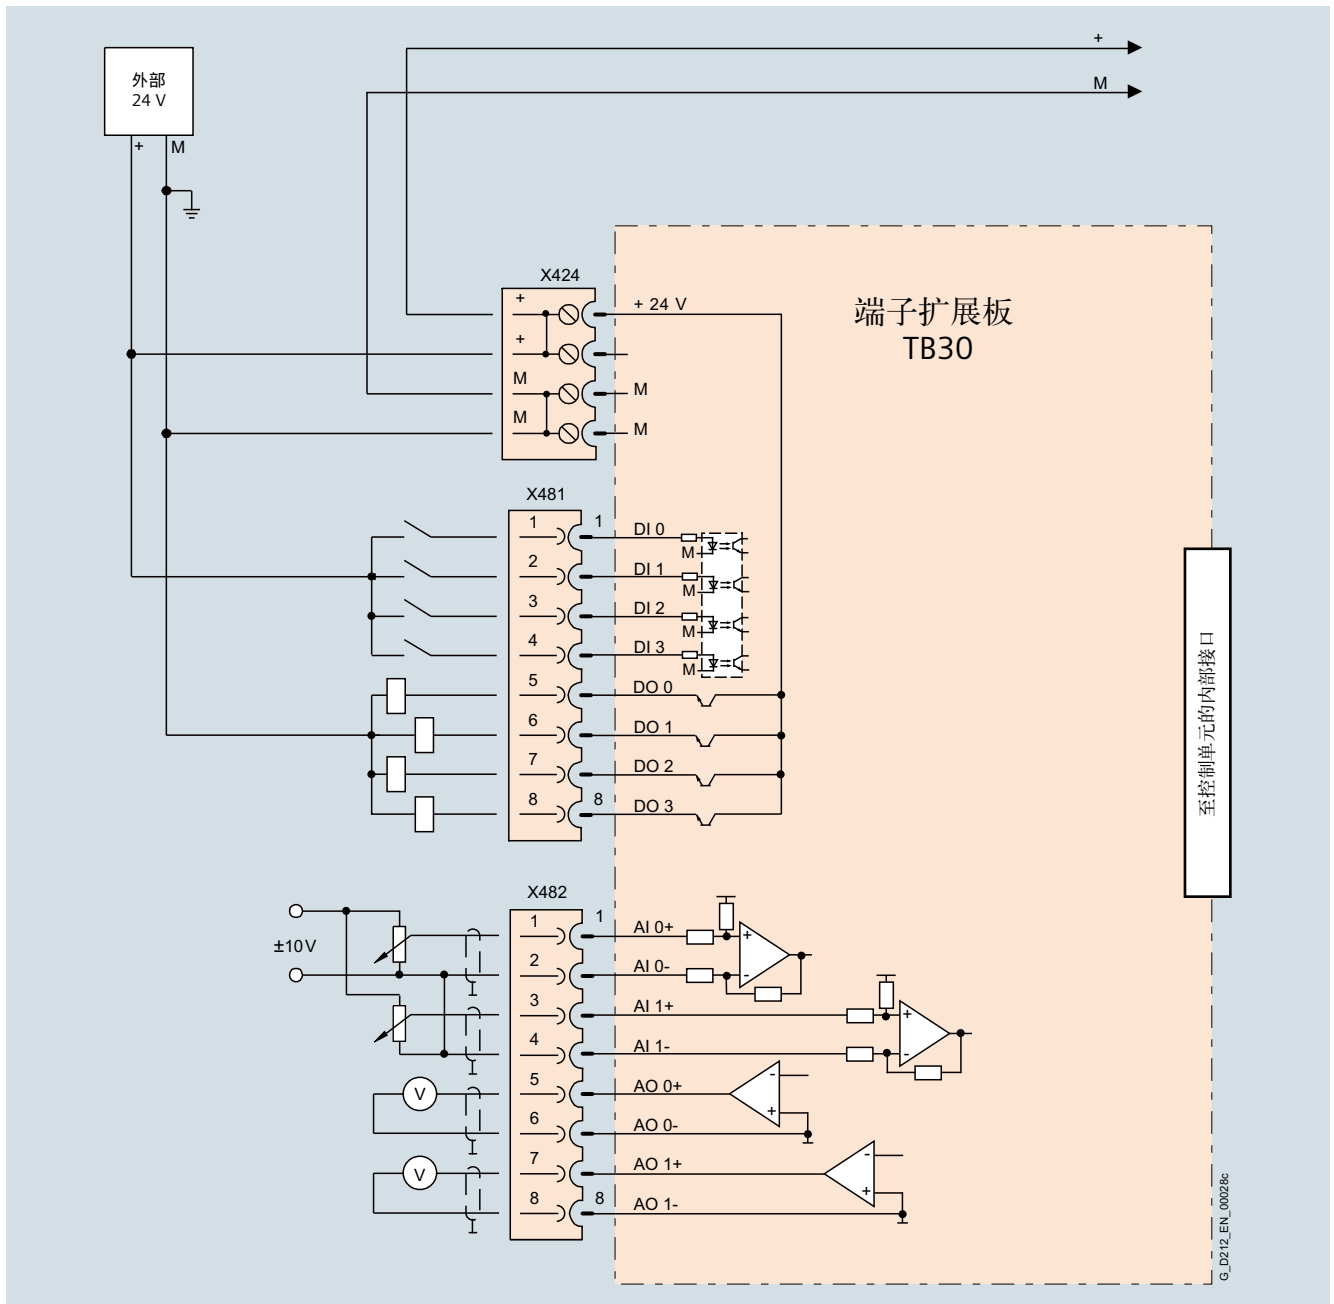 +
M
外部
24 V
+
M
X424
+
+ 24 V
+
M
M
M
M
端子扩展板
TB30
X481
1
1
DI 0
M
2
DI 1
M
3
DI 2
M
4
DI 3
M
5
DO 0
6
DO 1
7
DO 2
8
8
DO 3
至控制单元的内部接口
X482
±10 V
1
1
AI 0+
+
2
AI 0-
-
3
AI 1+
+
4
AI 1-
-
V
5
AO 0+
-
+
6
AO 0-
V
7
AO 1+
-
+
8
8
AO 1-
G_D212_EN_00028c